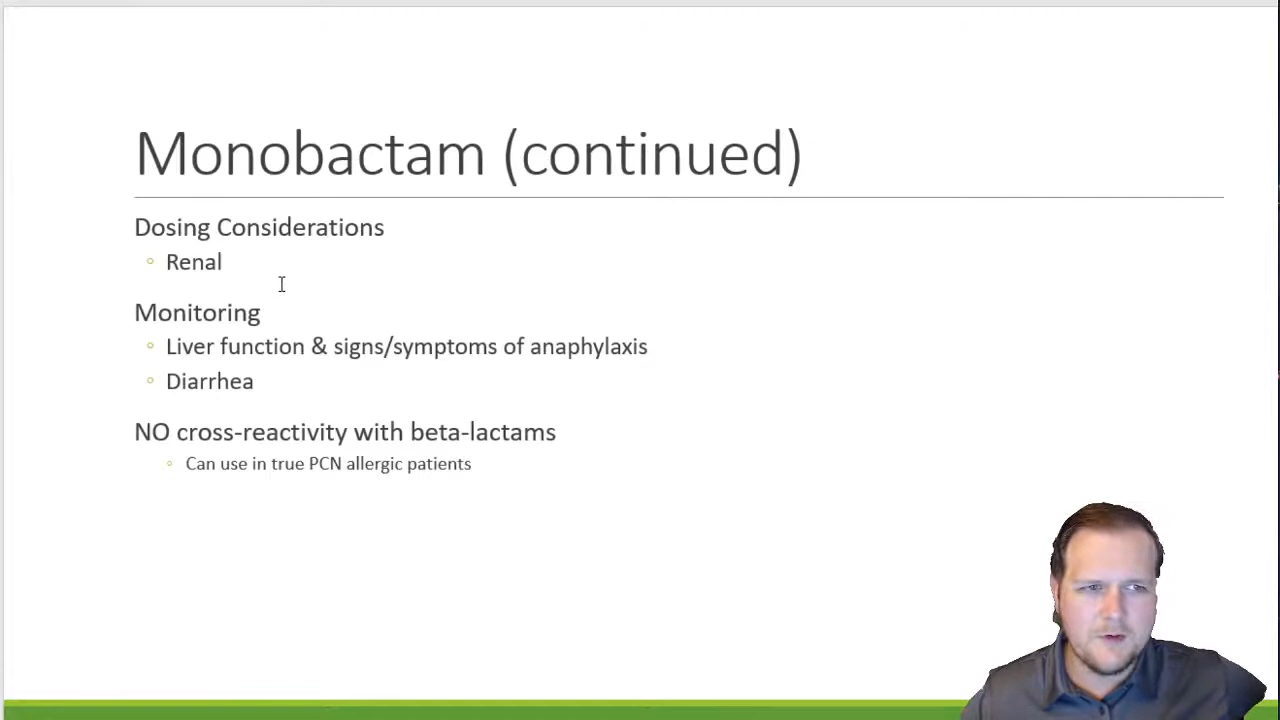 Monobactam (continued)
Dosing Considerations
Renal
Monitoring
Liver function & signs/symptoms of anaphylaxis
Diarrhea
NO cross-reactivity with beta-lactams
Can use in true PCN allergic patients